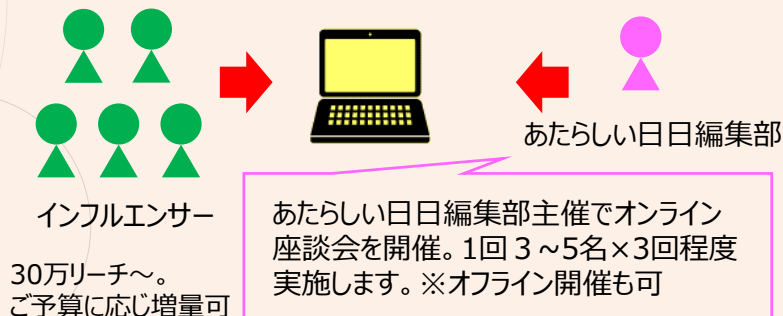 あたらしい日日編集部
インフルエンサー
30万リーチ～。
ご予算に応じ増量可
あたらしい日日編集部主催でオンライン
座談会を開催。1回３～5名×3回程度
実施します。※オフライン開催も可